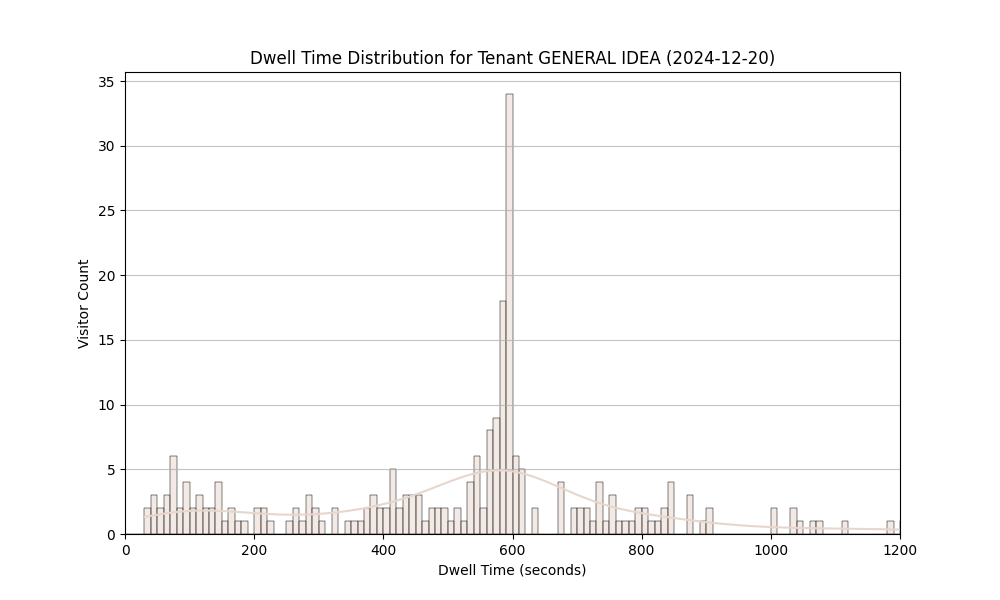 Dwell Time Distribution for Tenant GENERAL IDEA (2024-12-20)
35
30
25
20
15
10
5
0
Visitor Count
0 200 400 600 800 1000 1200
Dwell Time (seconds)